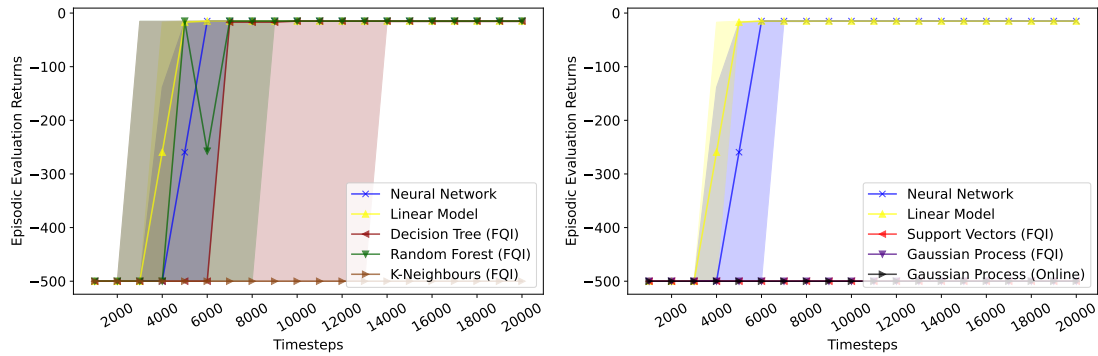 0
−100
−200
−300
−400
−500
Episodic Evaluation Returns
2000
4000
6000
8000
10000
12000
14000
16000
18000
20000
Timesteps
Neural Network
Linear Model
Decision Tree (FQI)
Random Forest (FQI)
K-Neighbours (FQI)
0
−100
−200
−300
−400
−500
Episodic Evaluation Returns
2000
4000
6000
8000
10000
12000
14000
16000
18000
20000
Timesteps
Neural Network
Linear Model
Support Vectors (FQI)
Gaussian Process (FQI)
Gaussian Process (Online)